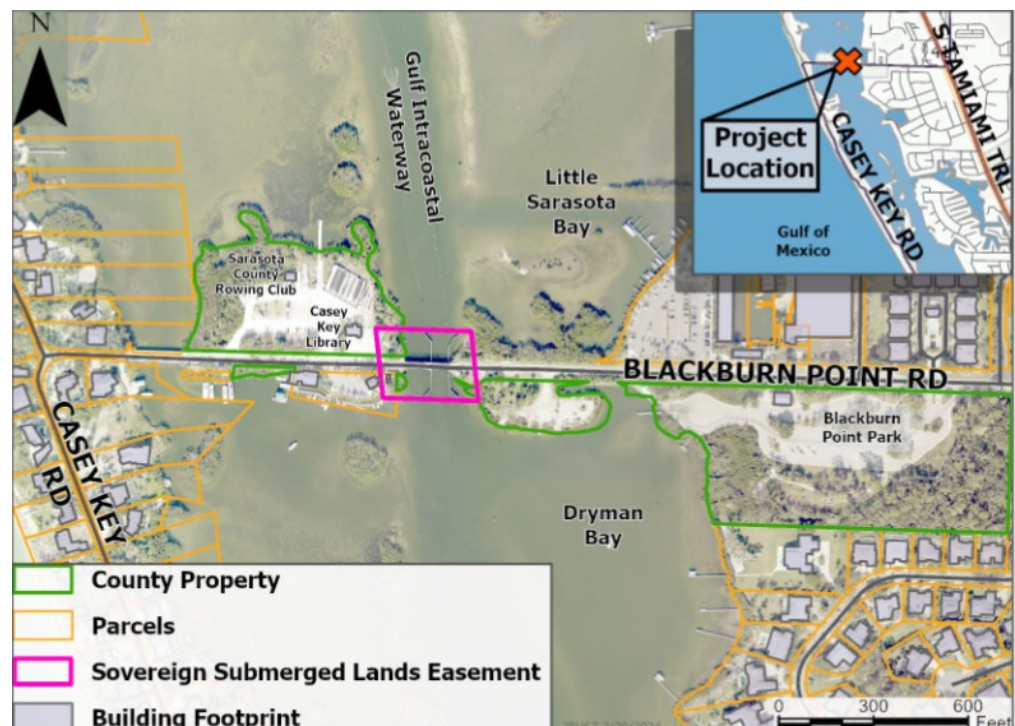 N
Gulf Intracoastal
Waterway
Little
Sarasota
Bay
Project
Location
S TAMIAMI TRL
CASEY KEY RD
Gulf of
Mexico
Sarasota
County
Rowing Club
Casey
Key
Library
BLACKBURN POINT RD
Blackburn
Point Park
CASEY KEY
RD
Dryman
Bay
County Property
Parcels
Sovereign Submerged Lands Easement
Building Footprint
0 300 600
Feet